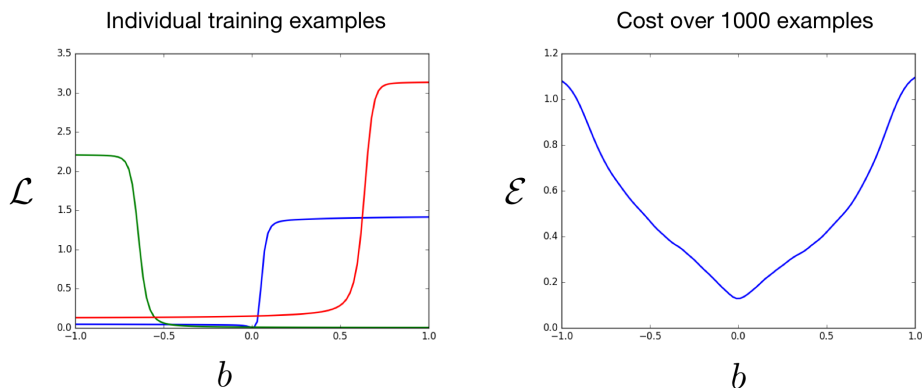 Individual training examples
Cost over 1000 examples
3.5
3.0
2.5
2.0
1.5
1.0
0.5
0.0
ℒ
−1.0 −0.5 0.0 0.5 1.0
b
1.2
1.0
0.8
0.6
0.4
0.2
0.0
ℰ
−1.0 −0.5 0.0 0.5 1.0
b